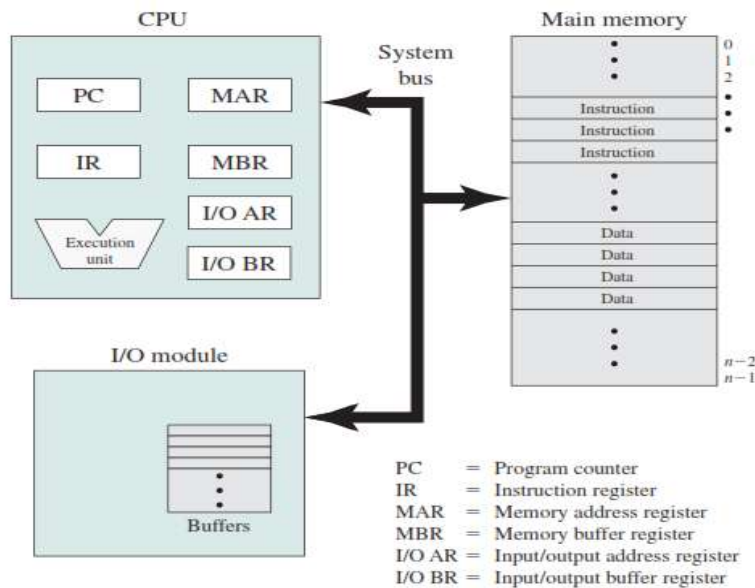 CPU
Main memory
System
bus
0
1
2
PC
MAR
Instruction
Instruction
Instruction
IR
MBR
I/O AR
Execution
unit
I/O BR
Data
Data
Data
Data
I/O module
n−2
n−1
Buffers
PC = Program counter
IR = Instruction register
MAR = Memory address register
MBR = Memory buffer register
I/O AR = Input/output address register
I/O BR = Input/output buffer register